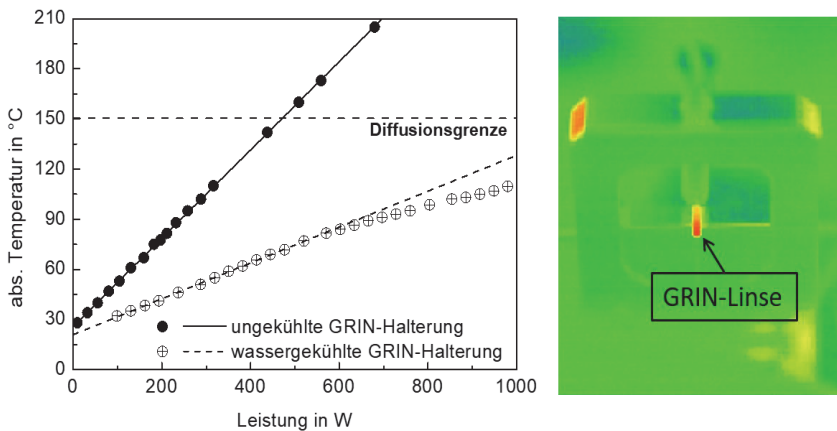 210
180
150
120
90
60
30
0
abs. Temperatur in °C
Diffusionsgrenze
ungekühlte GRIN-Halterung
wassergekühlte GRIN-Halterung
0 200 400 600 800 1000
Leistung in W
GRIN-Linse